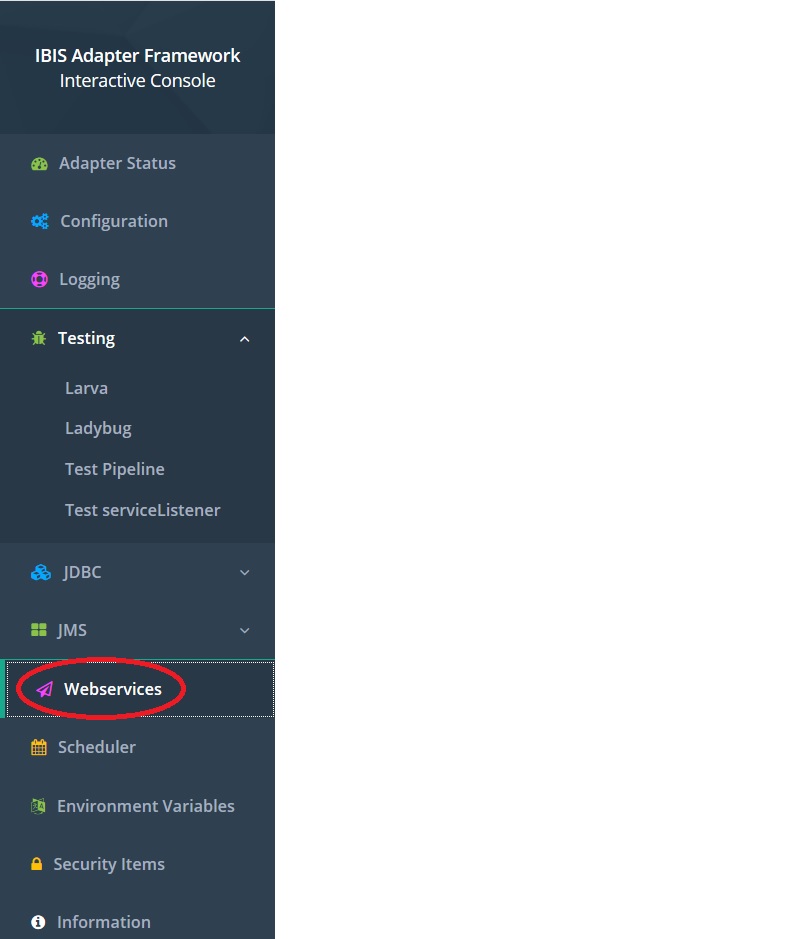 IBIS Adapter Framework
Interactive Console
Adapter Status
Configuration
Logging
Testing
Larva
Ladybug
Test Pipeline
Test serviceListener
JDBC
JMS
Webservices
Scheduler
Environment Variables
Security Items
Information